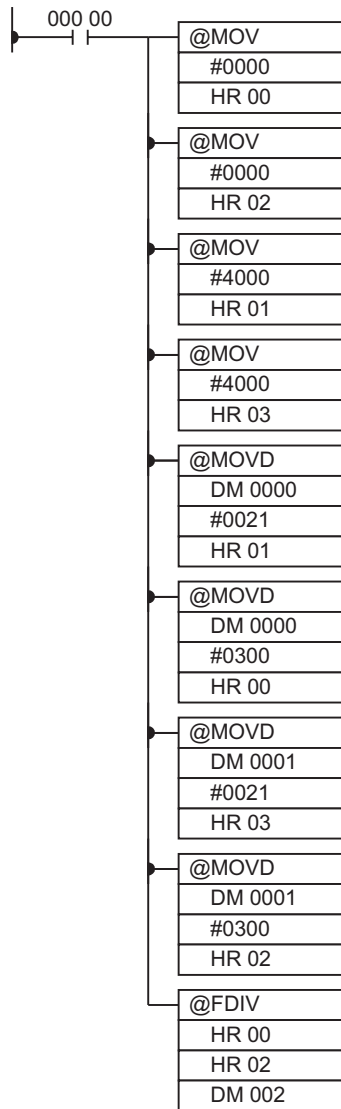 000 00
@MOV
#0000
HR 00
@MOV
#0000
HR 02
@MOV
#4000
HR 01
@MOV
#4000
HR 03
@MOVD
DM 0000
#0021
HR 01
@MOVD
DM 0000
#0300
HR 00
@MOVD
DM 0001
#0021
HR 03
@MOVD
DM 0001
#0300
HR 02
@FDIV
HR 00
HR 02
DM 002